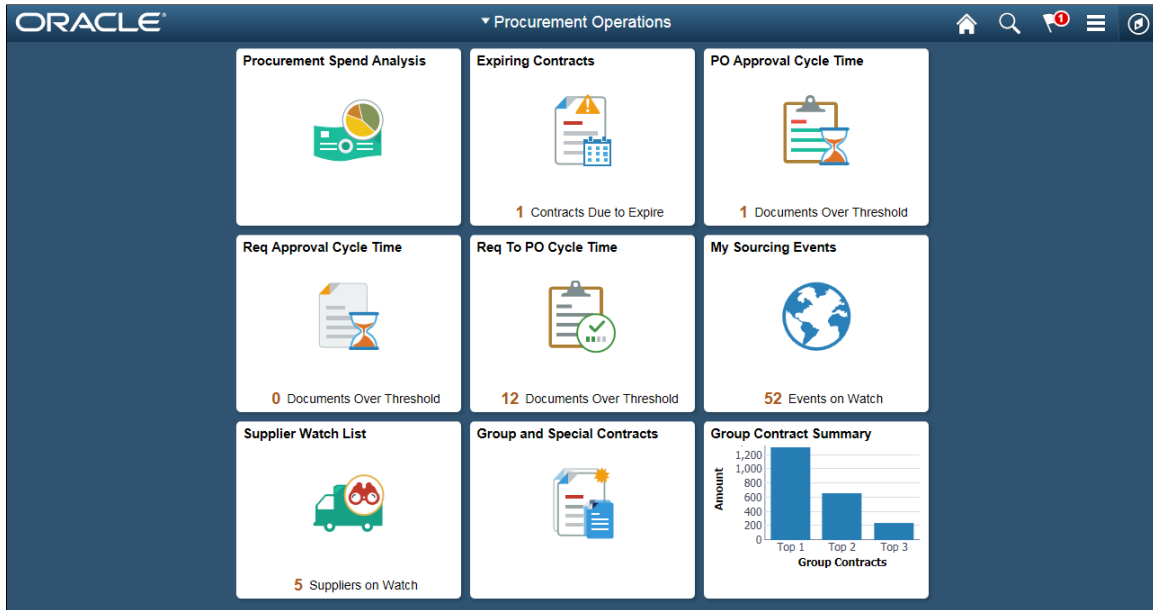 ORACLE®
Procurement Operations
1
Procurement Spend Analysis
Expiring Contracts
1 Contracts Due to Expire
PO Approval Cycle Time
1 Documents Over Threshold
Req Approval Cycle Time
0 Documents Over Threshold
Req To PO Cycle Time
12 Documents Over Threshold
My Sourcing Events
52 Events on Watch
Supplier Watch List
5 Suppliers on Watch
Group and Special Contracts
Group Contract Summary
Amount
1,200
1,000
800
600
400
200
0
Top 1 Top 2 Top 3
Group Contracts